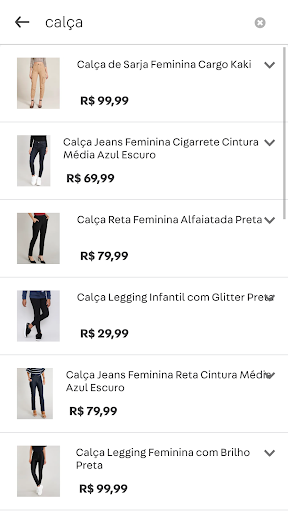 calça
Calça de Sarja Feminina Cargo Kaki
R$ 99,99
Calça Jeans Feminina Cigarrete Cintura
Média Azul Escuro
R$ 69,99
Calça Reta Feminina Alfaiatada Preta
R$ 79,99
Calça Legging Infantil com Glitter Preta
R$ 29,99
Calça Jeans Feminina Reta Cintura Média
Azul Escuro
R$ 79,99
Calça Legging Feminina com Brilho
Preta
R$ 99,99